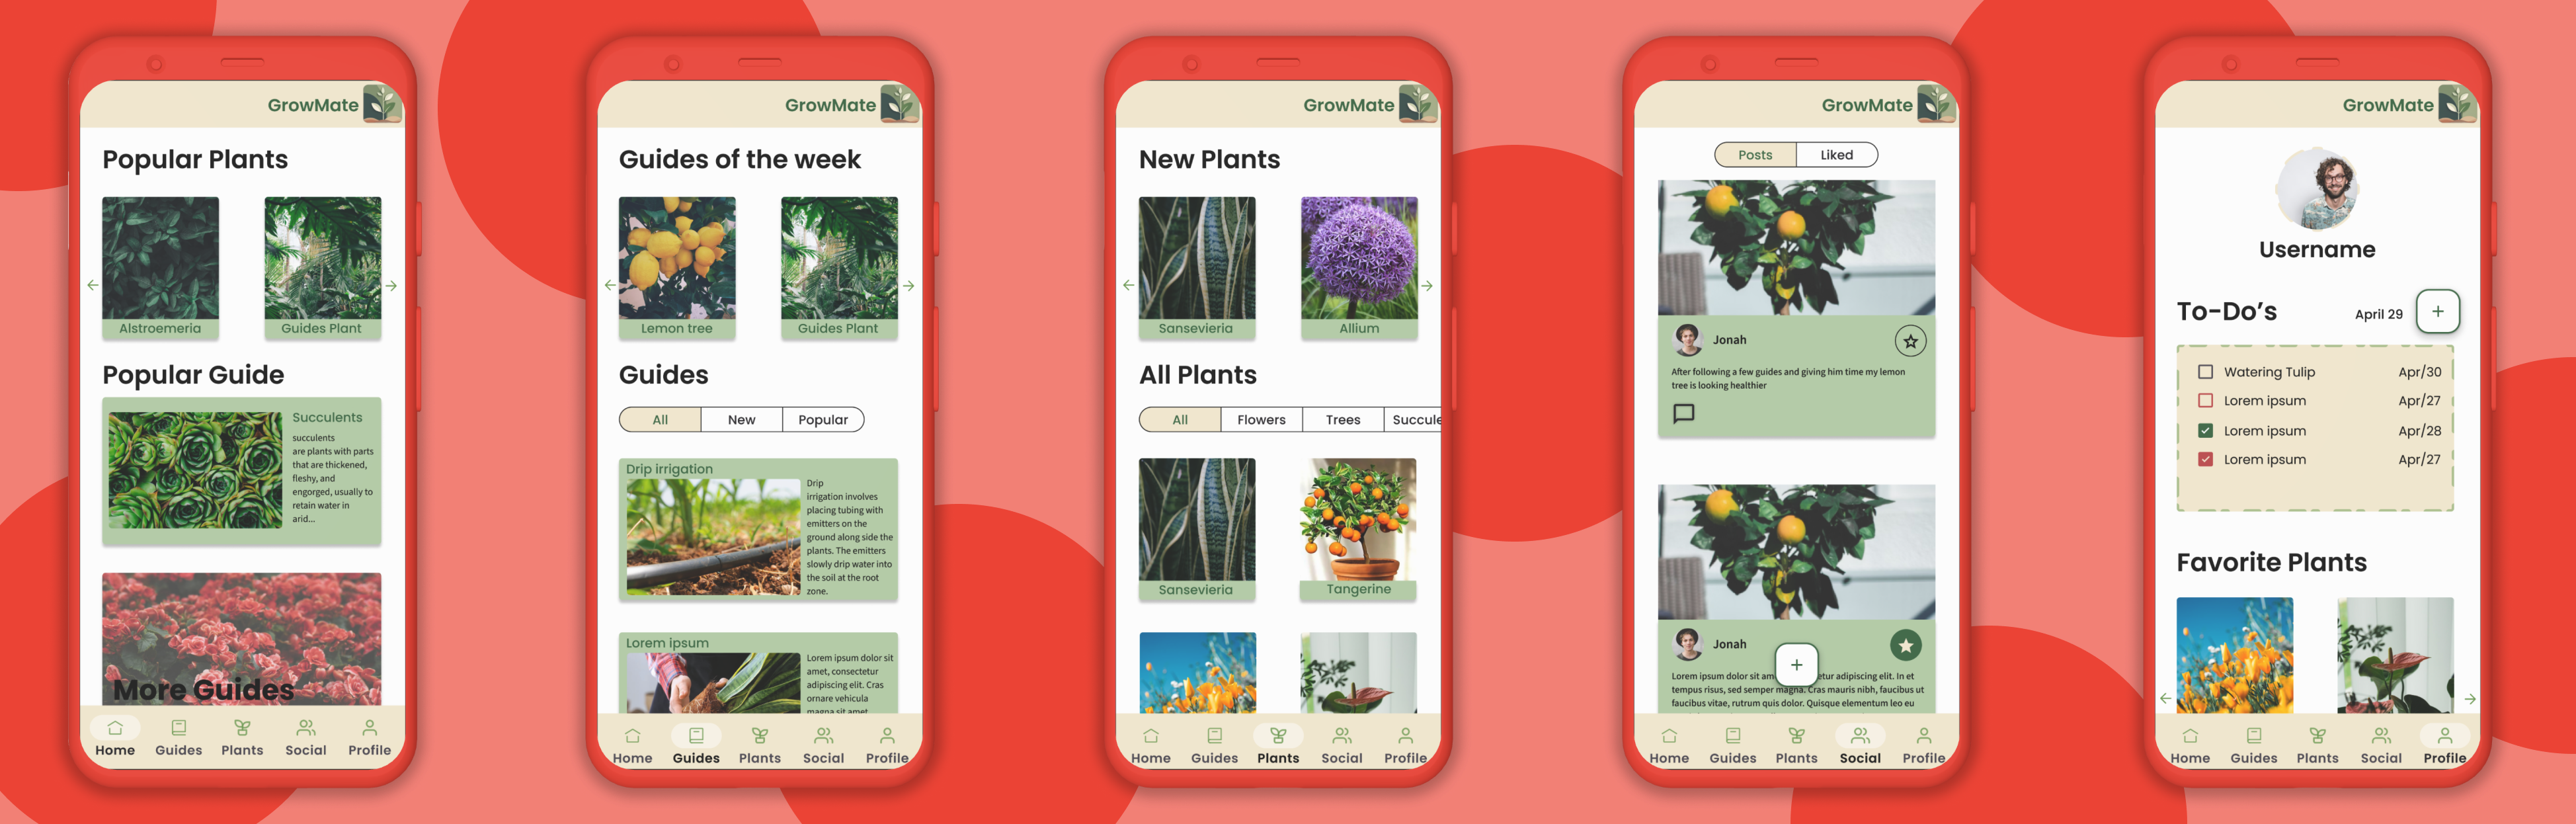 GrowMate
Popular Plants
Alstroemeria
Guides Plant
Popular Guide
Succulents
succulents
are plants with parts
that are thickened,
fleshy, and
engorged, usually to
retain water in
arid...
More Guides
Home Guides Plants Social Profile
GrowMate
Guides of the week
Lemon tree
Guides Plant
Guides
All New Popular
Drip irrigation
Drip
irrigation involves
placing tubing with
emitters on the
ground along side the
plants. The emitters
slowly drip water into
the soil at the root
zone.
Lorem ipsum
Lorem ipsum dolor sit
amet, consectetur
adipiscing elit. Cras
ornare vehicula
magna sit amet
Home Guides Plants Social Profile
GrowMate
New Plants
Sansevieria
Allium
All Plants
All Flowers Trees Succule
Sansevieria
Tangerine
Home Guides Plants Social Profile
GrowMate
Posts Liked
Jonah
After following a few guides and giving him time my lemon
tree is looking healthier
Jonah
Lorem ipsum dolor sit am etur adipiscing elit. In et
tempus risus, sed semper magna. Cras mauris nibh, faucibus ut
faucibus vitae, rutrum quis dolor. Quisque elementum leo eu
Home Guides Plants Social Profile
GrowMate
Username
To-Do's
April 29
Watering Tulip Apr/30
Lorem ipsum Apr/27
Lorem ipsum Apr/28
Lorem ipsum Apr/27
Favorite Plants
Home Guides Plants Social Profile